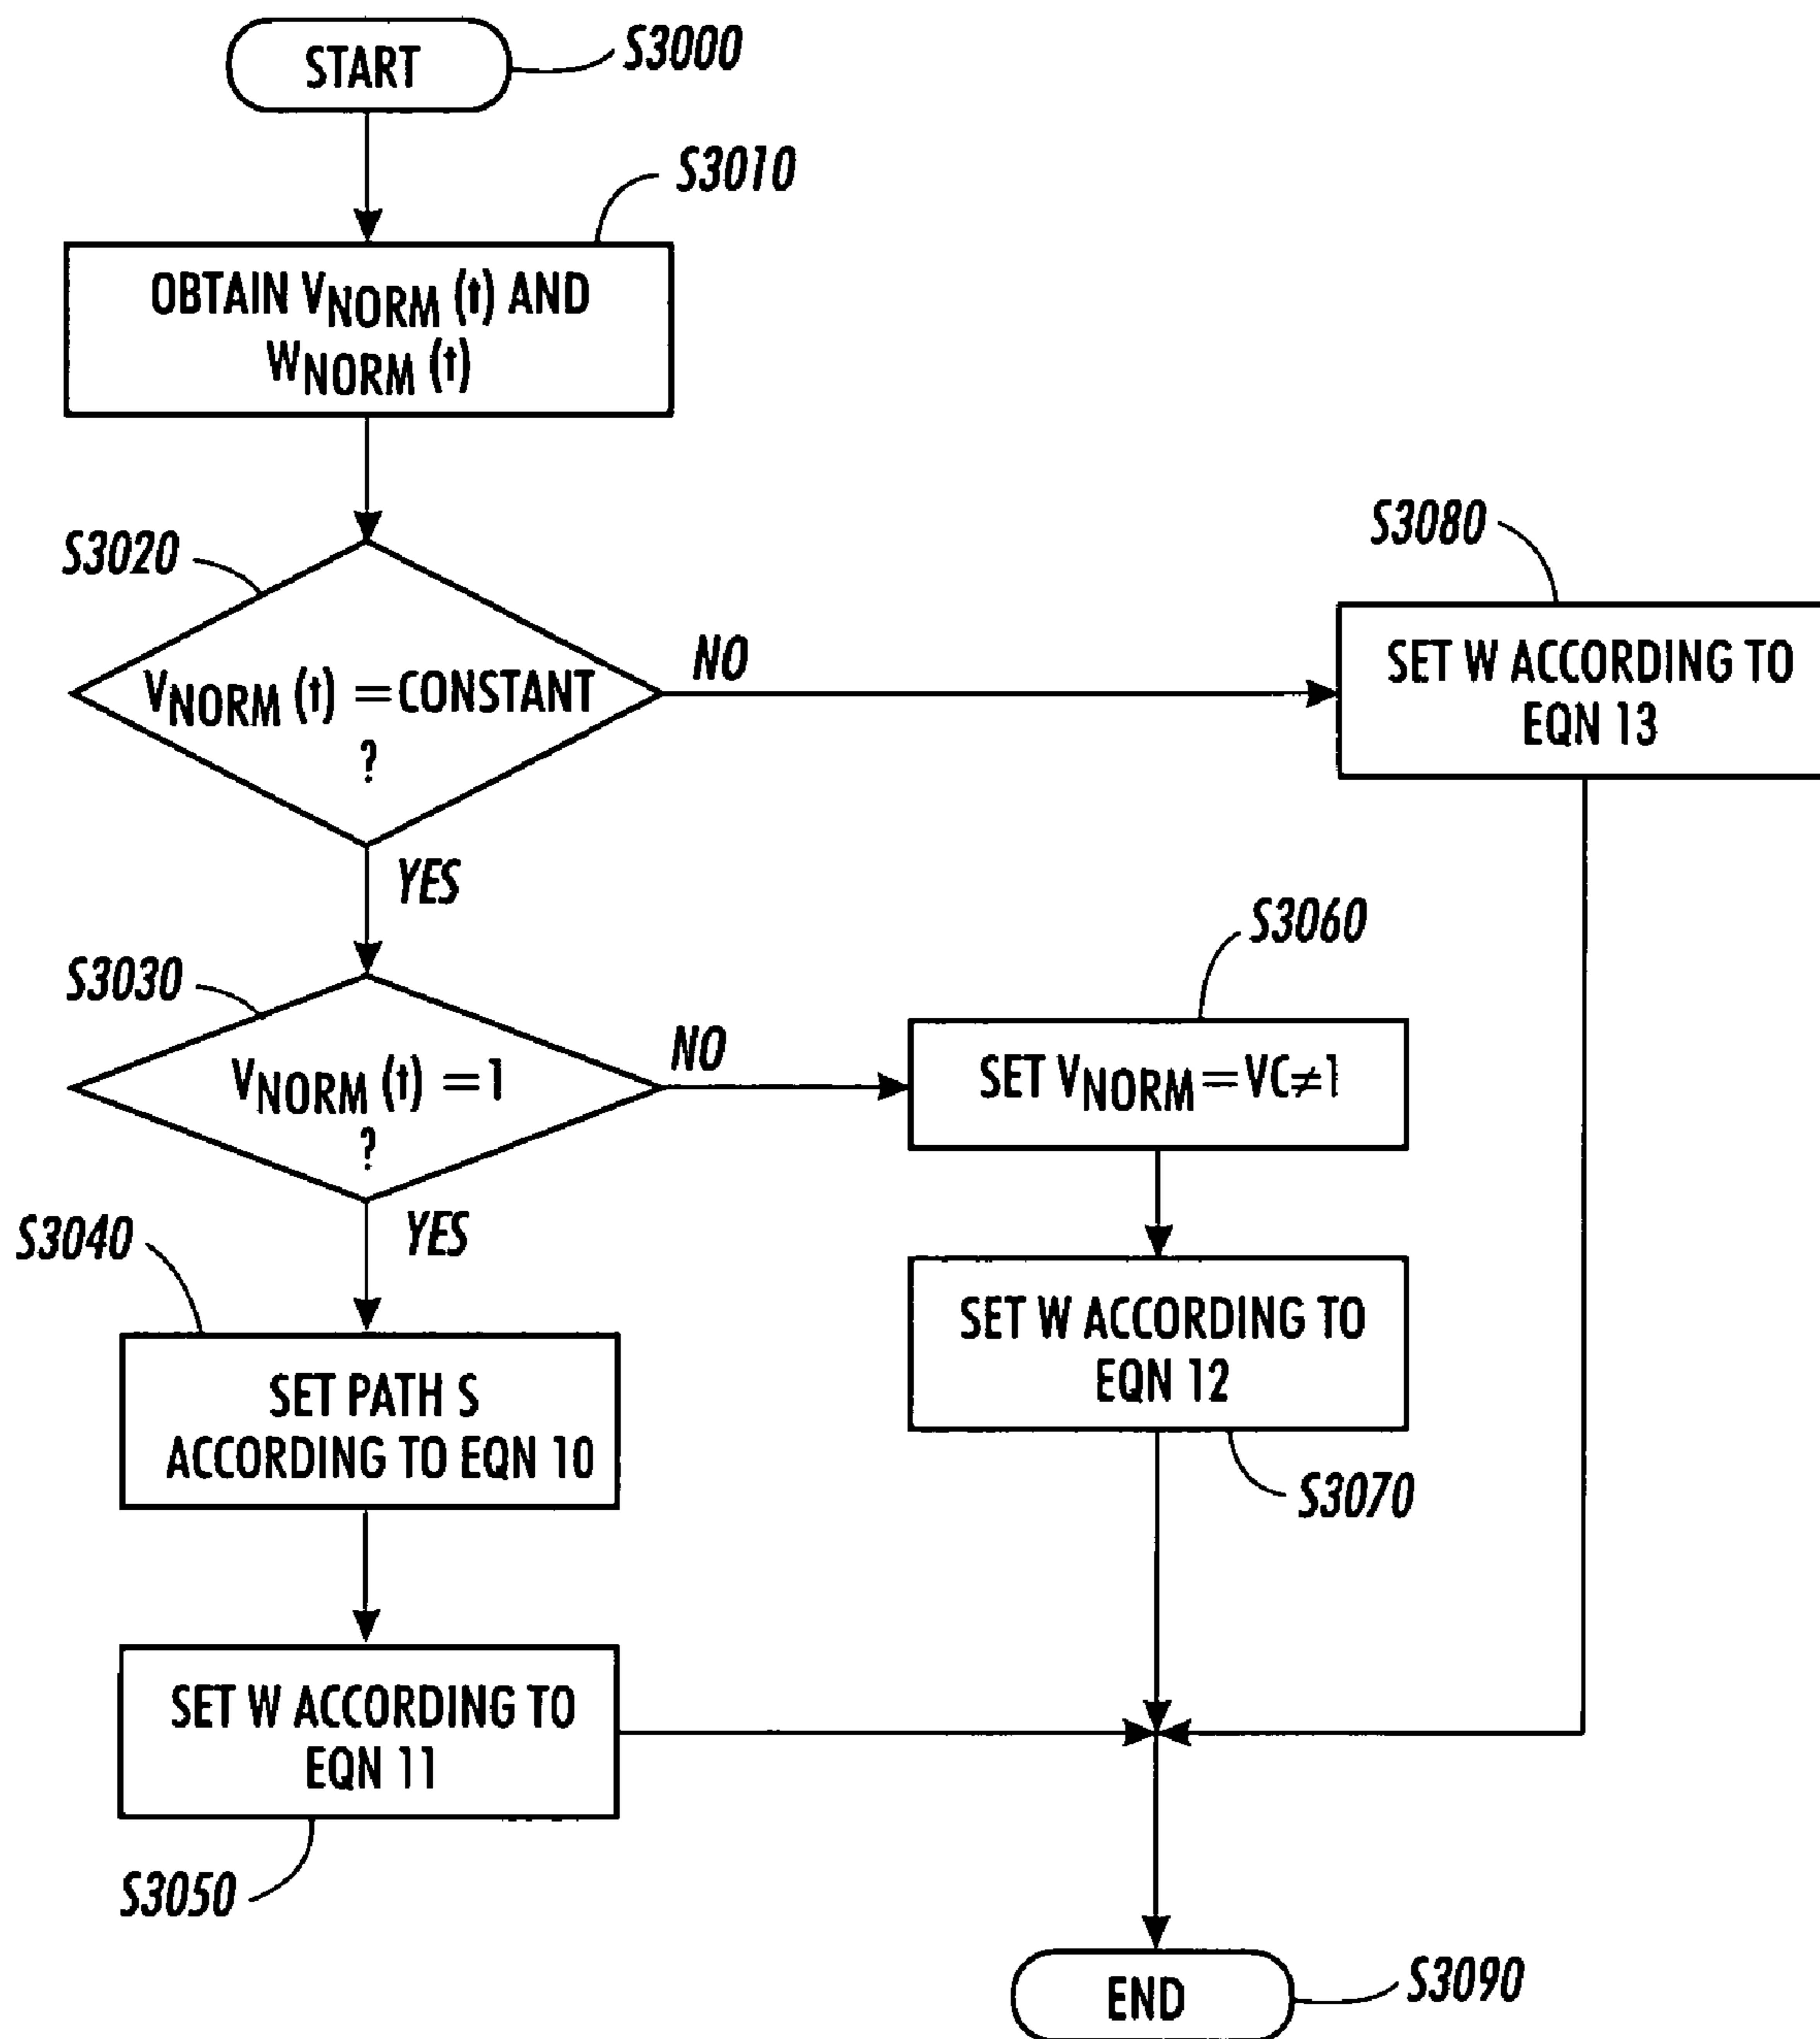 START
S3000
S3010
OBTAIN VNORM (t) AND
WNORM (t)
S3020
VNORM (t) = CONSTANT
?
NO
S3080
SET W ACCORDING TO
EQN 13
YES
S3030
VNORM (t) = 1
?
NO
S3060
SET VNORM = VC≠1
YES
S3040
SET PATH S
ACCORDING TO EQN 10
SET W ACCORDING TO
EQN 12
S3070
SET W ACCORDING TO
EQN 11
S3050
END
S3090